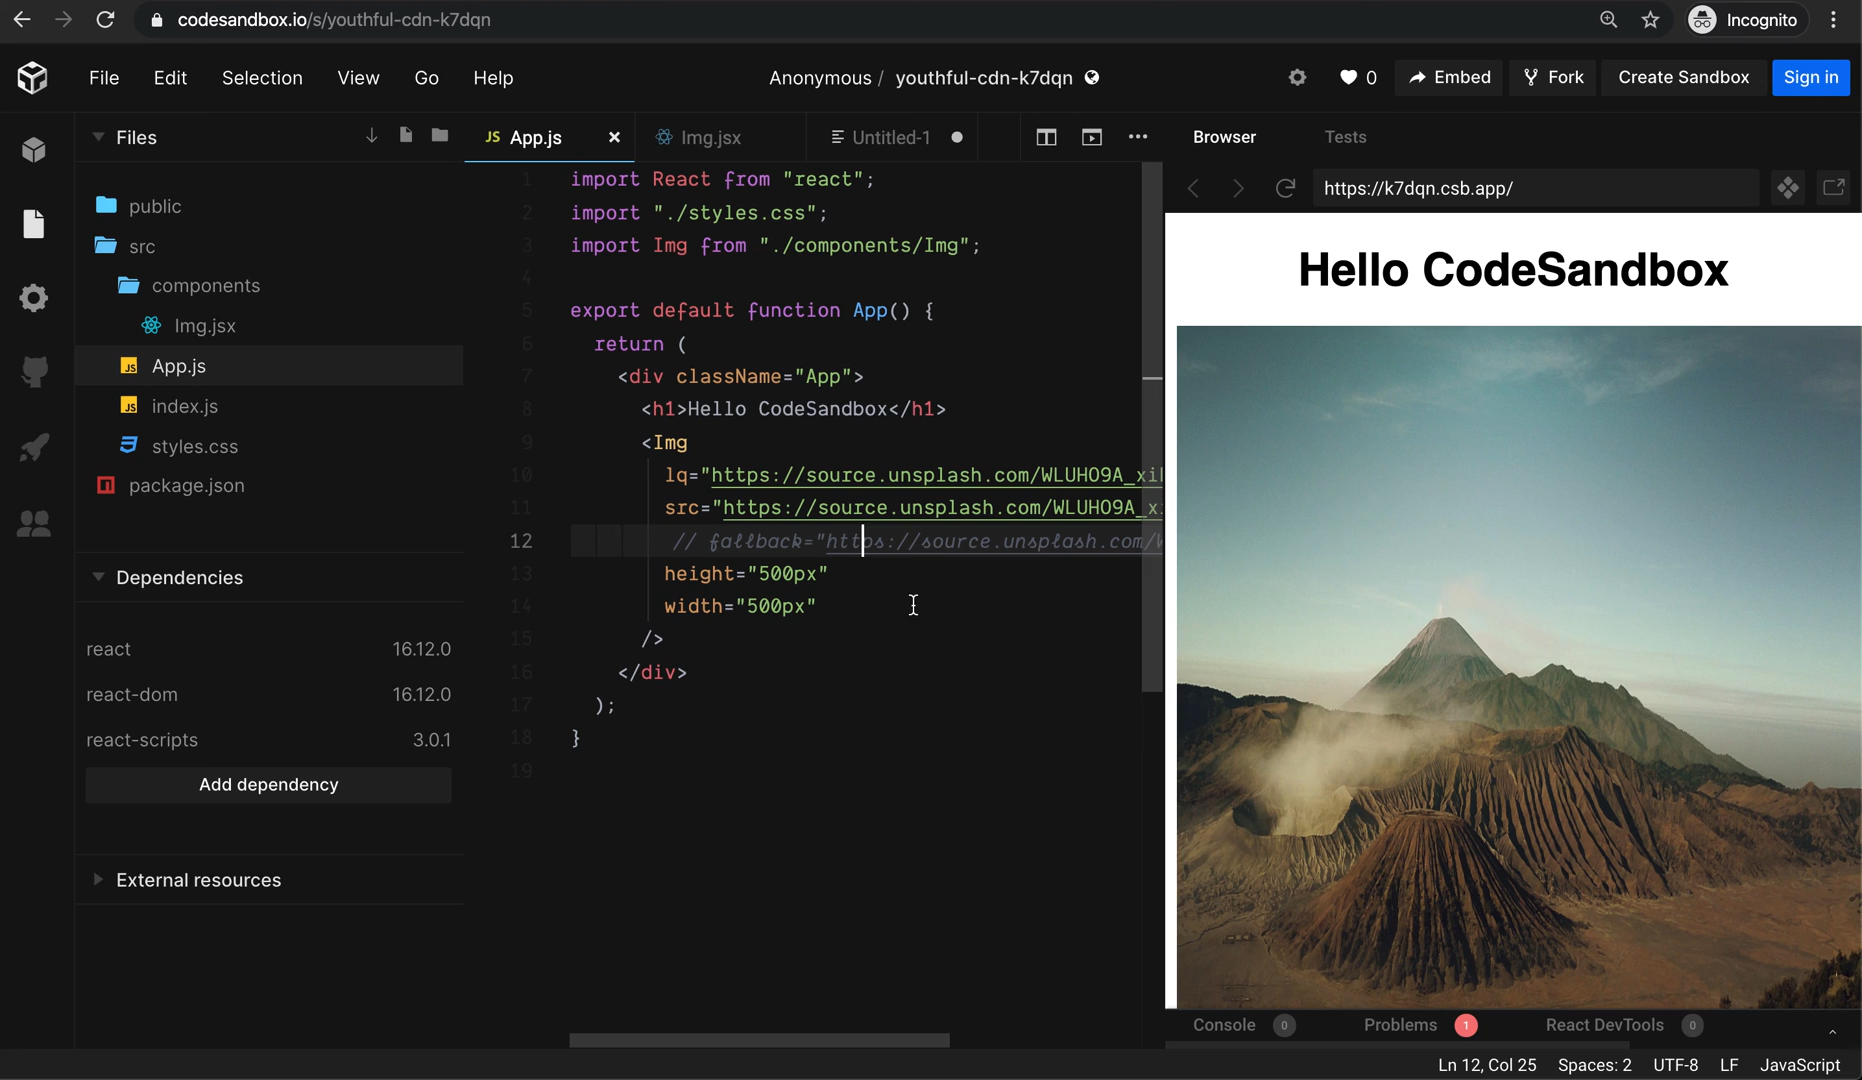 codesandbox.io/s/youthful-cdn-k7dqn
Incognito
File Edit Selection View Go Help
Anonymous / youthful-cdn-k7dqn
0
Embed
Fork
Create Sandbox
Sign in
Files
JS App.js
Img.jsx
Untitled-1
Browser
Tests
https://k7dqn.csb.app/
public
src
components
Img.jsx
JS App.js
JS index.js
styles.css
package.json
Dependencies
react 16.12.0
react-dom 16.12.0
react-scripts 3.0.1
Add dependency
External resources
1 import React from "react";
2 import "./styles.css";
3 import Img from "./components/Img";
4
5 export default function App() {
6 return (
7 <div className="App">
8 <h1>Hello CodeSandbox</h1>
9 <Img
10 lq="https://source.unsplash.com/WLUHO9A_xi
11 src="https://source.unsplash.com/WLUHO9A_x
12 // fallback="https://source.unsplash.com/
13 height="500px"
14 width="500px"
15 />
16 </div>
17 );
18 }
19
Hello CodeSandbox
Console 0
Problems 1
React DevTools 0
Ln 12, Col 25
Spaces: 2
UTF-8
LF
JavaScript